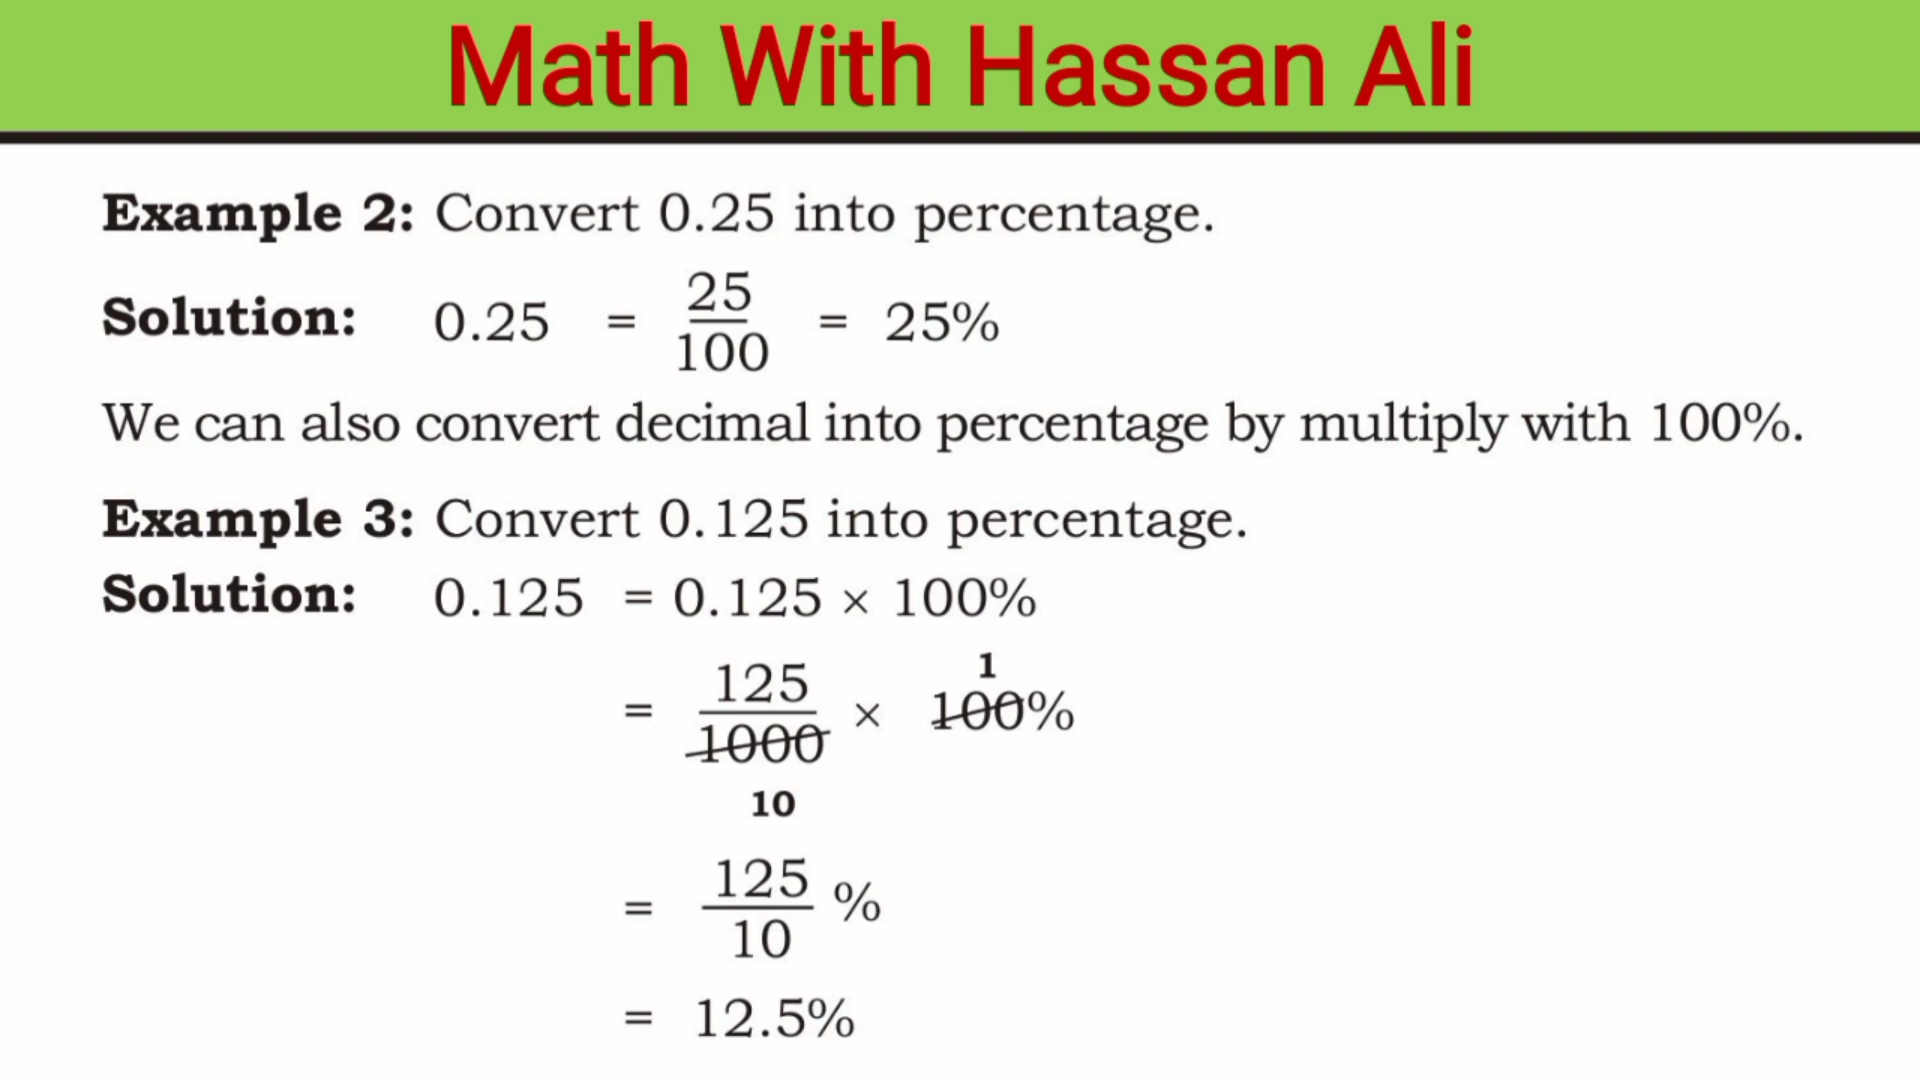 Math With Hassan Ali
Example 2: Convert 0.25 into percentage.
Solution: 0.25 = 25/100 = 25%
We can also convert decimal into percentage by multiply with 100%.
Example 3: Convert 0.125 into percentage.
Solution: 0.125 = 0.125 × 100%
1
= 125/1000 × 100%
10
= 125/10 %
= 12.5%